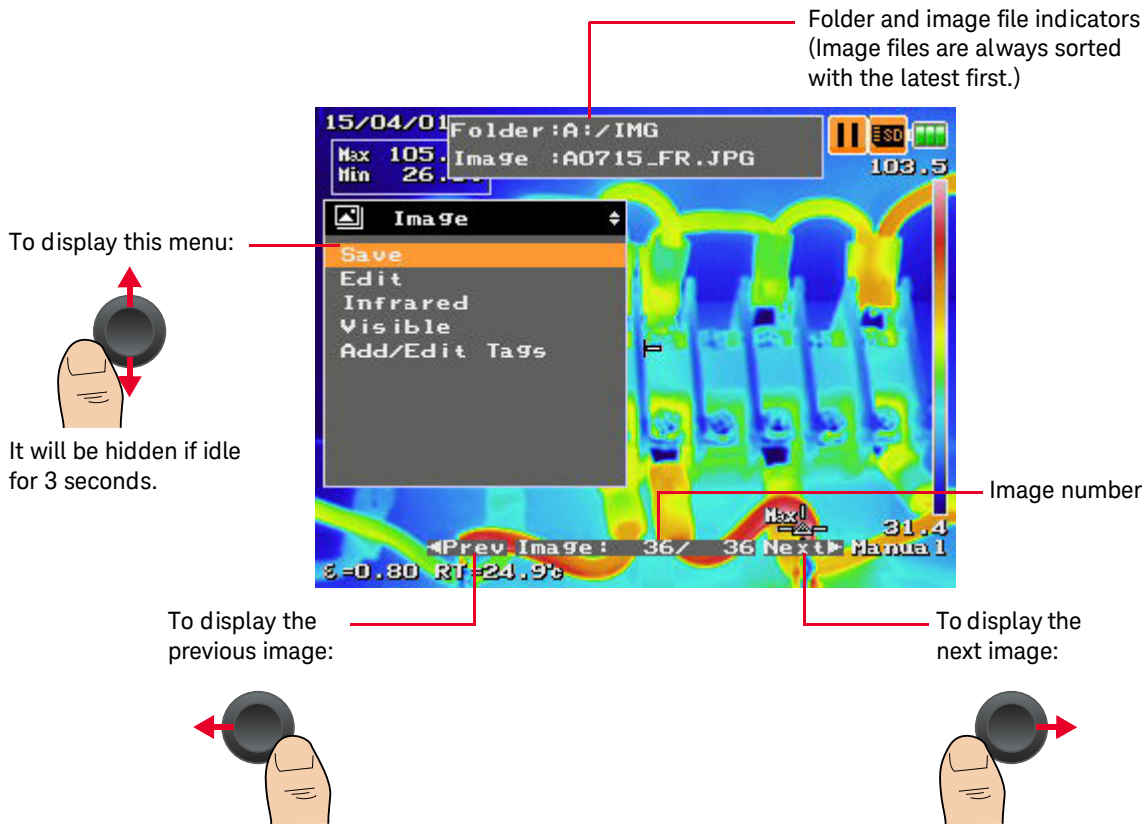 Folder and image file indicators
(Image files are always sorted
with the latest first.)
15/04/01
Folder:A:/IMG
Image :A0715_FR.JPG
Max 105.
Min 26.
103.5
Image
Save
Edit
Infrared
Visible
Add/Edit Tags
To display this menu:
It will be hidden if idle
for 3 seconds.
Image number
Max
31.4
Prev Image: 36/ 36 Next Manual
ε=0.80 RT=24.9℃
To display the
previous image:
To display the
next image: